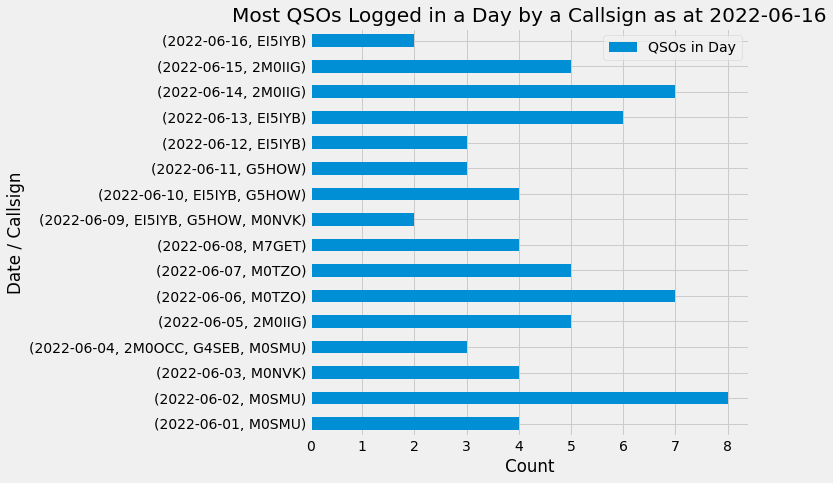 Most QSOs Logged in a Day by a Callsign as at 2022-06-16
QSOs in Day
Date / Callsign
(2022-06-16, EI5IYB)
(2022-06-15, 2M0IIG)
(2022-06-14, 2M0IIG)
(2022-06-13, EI5IYB)
(2022-06-12, EI5IYB)
(2022-06-11, G5HOW)
(2022-06-10, EI5IYB, G5HOW)
(2022-06-09, EI5IYB, G5HOW, M0NVK)
(2022-06-08, M7GET)
(2022-06-07, M0TZO)
(2022-06-06, M0TZO)
(2022-06-05, 2M0IIG)
(2022-06-04, 2M0OCC, G4SEB, M0SMU)
(2022-06-03, M0NVK)
(2022-06-02, M0SMU)
(2022-06-01, M0SMU)
0 1 2 3 4 5 6 7 8
Count